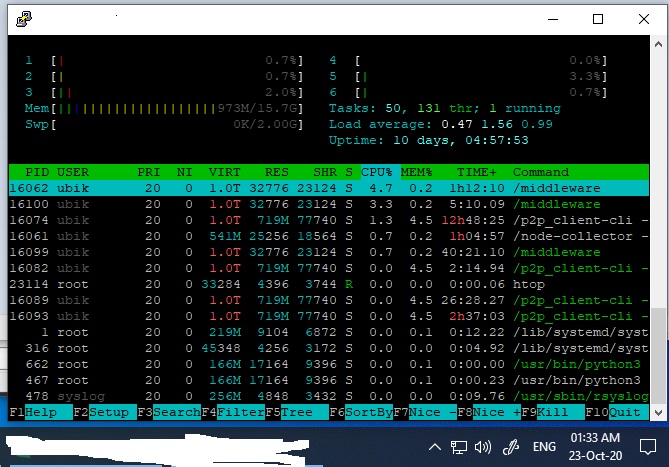 1 [| 0.7%] 4 [ 0.0%]
2 [| 0.7%] 5 [| 3.3%]
3 [|| 2.0%] 6 [| 0.7%]
Mem[||||||||||||||||||||973M/15.7G] Tasks: 50, 131 thr; 1 running
Swp[ 0K/2.00G] Load average: 0.47 1.56 0.99
Uptime: 10 days, 04:57:53
PID USER PRI NI VIRT RES SHR S CPU% MEM% TIME+ Command
16062 ubik 20 0 1.0T 32776 23124 S 4.7 0.2 1h12:10 /middleware
16100 ubik 20 0 1.0T 32776 23124 S 3.3 0.2 5:10.09 /middleware
16074 ubik 20 0 1.0T 719M 77740 S 1.3 4.5 12h48:25 /p2p_client-cli -
16061 ubik 20 0 541M 25256 18564 S 0.7 0.2 1h04:57 /node-collector -
16099 ubik 20 0 1.0T 32776 23124 S 0.7 0.2 40:21.10 /middleware
16082 ubik 20 0 1.0T 719M 77740 S 0.0 4.5 2:14.94 /p2p_client-cli -
23114 root 20 0 33284 4396 3744 R 0.0 0.0 0:00.06 htop
16089 ubik 20 0 1.0T 719M 77740 S 0.0 4.5 26:28.27 /p2p_client-cli -
16093 ubik 20 0 1.0T 719M 77740 S 0.0 4.5 2h37:03 /p2p_client-cli -
1 root 20 0 219M 9104 6872 S 0.0 0.1 0:12.22 /lib/systemd/syst
316 root 20 0 45348 4256 3172 S 0.0 0.0 0:04.92 /lib/systemd/syst
662 root 20 0 166M 17164 9396 S 0.0 0.1 0:00.00 /usr/bin/python3
467 root 20 0 166M 17164 9396 S 0.0 0.1 0:00.23 /usr/bin/python3
478 syslog 20 0 256M 4848 3432 S 0.0 0.0 0:09.76 /usr/sbin/rsyslog
F1Help F2Setup F3SearchF4FilterF5Tree F6SortByF7Nice -F8Nice +F9Kill F10Quit
ENG 01:33 AM
23-Oct-20